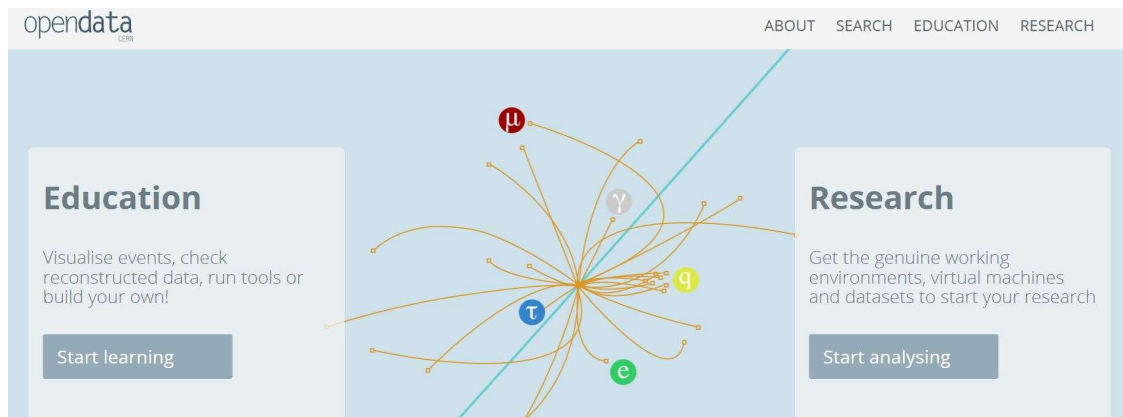 opendata
CERN
ABOUT SEARCH EDUCATION RESEARCH
μ
γ
q
τ
e
Education
Visualise events, check
reconstructed data, run tools or
build your own!
Start learning
Research
Get the genuine working
environments, virtual machines
and datasets to start your research
Start analysing